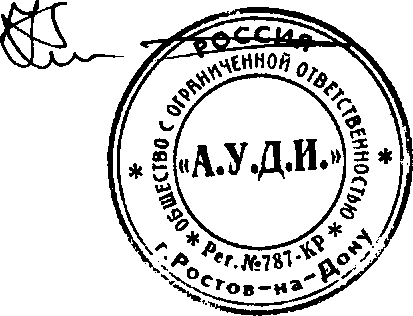 РОССИЯ
ОБЩЕСТВО С ОГРАНИЧЕННОЙ ОТВЕТСТВЕННОСТЬЮ
«А.У.Д.И.»
* Рег.№787-КР *
* г. Ростов-на-Дону *